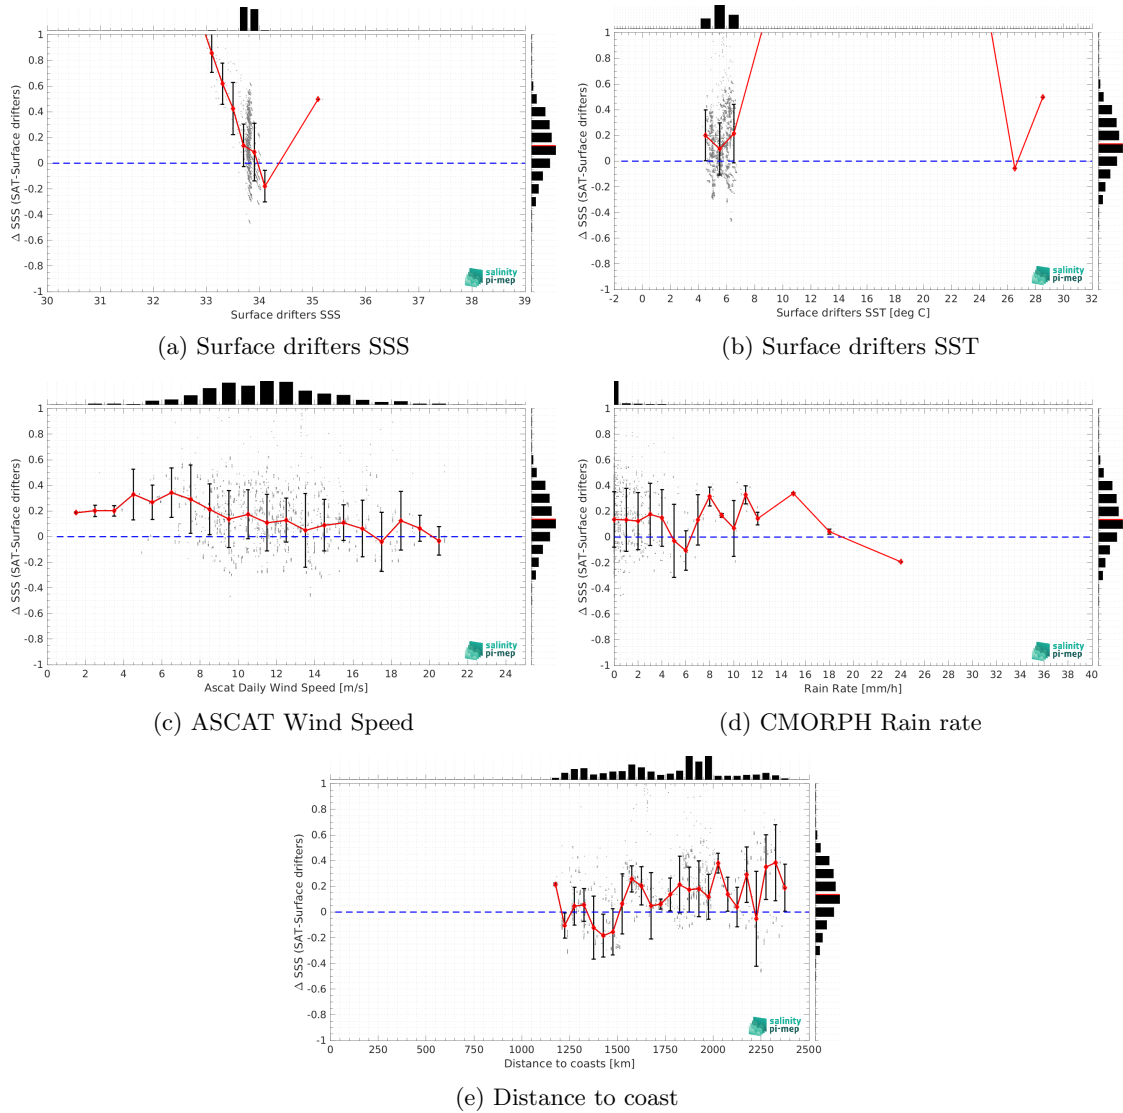 1
0.8
0.6
0.4
0.2
0
-0.2
-0.4
-0.6
-0.8
-1
Δ SSS (SAT-Surface drifters)
30 31 32 33 34 35 36 37 38 39
Surface drifters SSS
salinity
pi-mep
(a) Surface drifters SSS
1
0.8
0.6
0.4
0.2
0
-0.2
-0.4
-0.6
-0.8
-1
Δ SSS (SAT-Surface drifters)
-2 0 2 4 6 8 10 12 14 16 18 20 22 24 26 28 30 32
Surface drifters SST [deg C]
salinity
pi-mep
(b) Surface drifters SST
1
0.8
0.6
0.4
0.2
0
-0.2
-0.4
-0.6
-0.8
-1
Δ SSS (SAT-Surface drifters)
0 2 4 6 8 10 12 14 16 18 20 22 24
Ascat Daily Wind Speed [m/s]
salinity
pi-mep
(c) ASCAT Wind Speed
1
0.8
0.6
0.4
0.2
0
-0.2
-0.4
-0.6
-0.8
-1
Δ SSS (SAT-Surface drifters)
0 2 4 6 8 10 12 14 16 18 20 22 24 26 28 30 32 34 36 38 40
Rain Rate [mm/h]
salinity
pi-mep
(d) CMORPH Rain rate
1
0.8
0.6
0.4
0.2
0
-0.2
-0.4
-0.6
-0.8
-1
Δ SSS (SAT-Surface drifters)
0 250 500 750 1000 1250 1500 1750 2000 2250 2500
Distance to coasts [km]
salinity
pi-mep
(e) Distance to coast